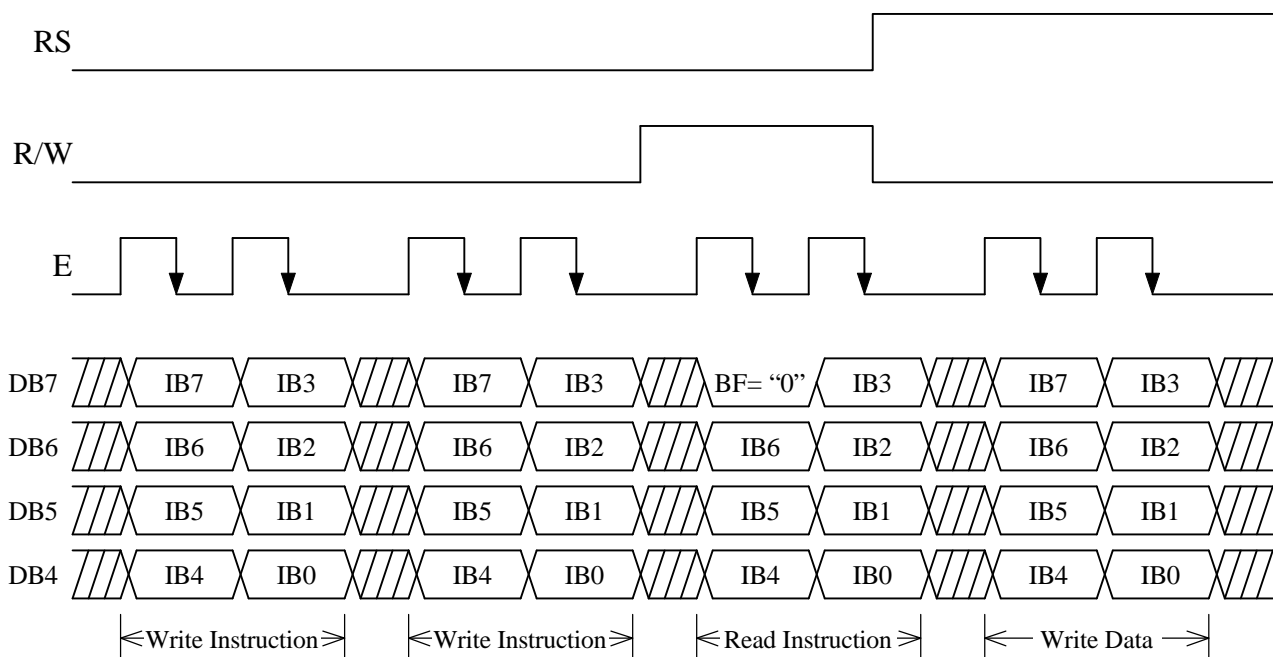 RS
R/W
E
DB7 IB7 IB3 IB7 IB3 BF= “0” IB3 IB7 IB3
DB6 IB6 IB2 IB6 IB2 IB6 IB2 IB6 IB2
DB5 IB5 IB1 IB5 IB1 IB5 IB1 IB5 IB1
DB4 IB4 IB0 IB4 IB0 IB4 IB0 IB4 IB0
Write Instruction Write Instruction Read Instruction Write Data